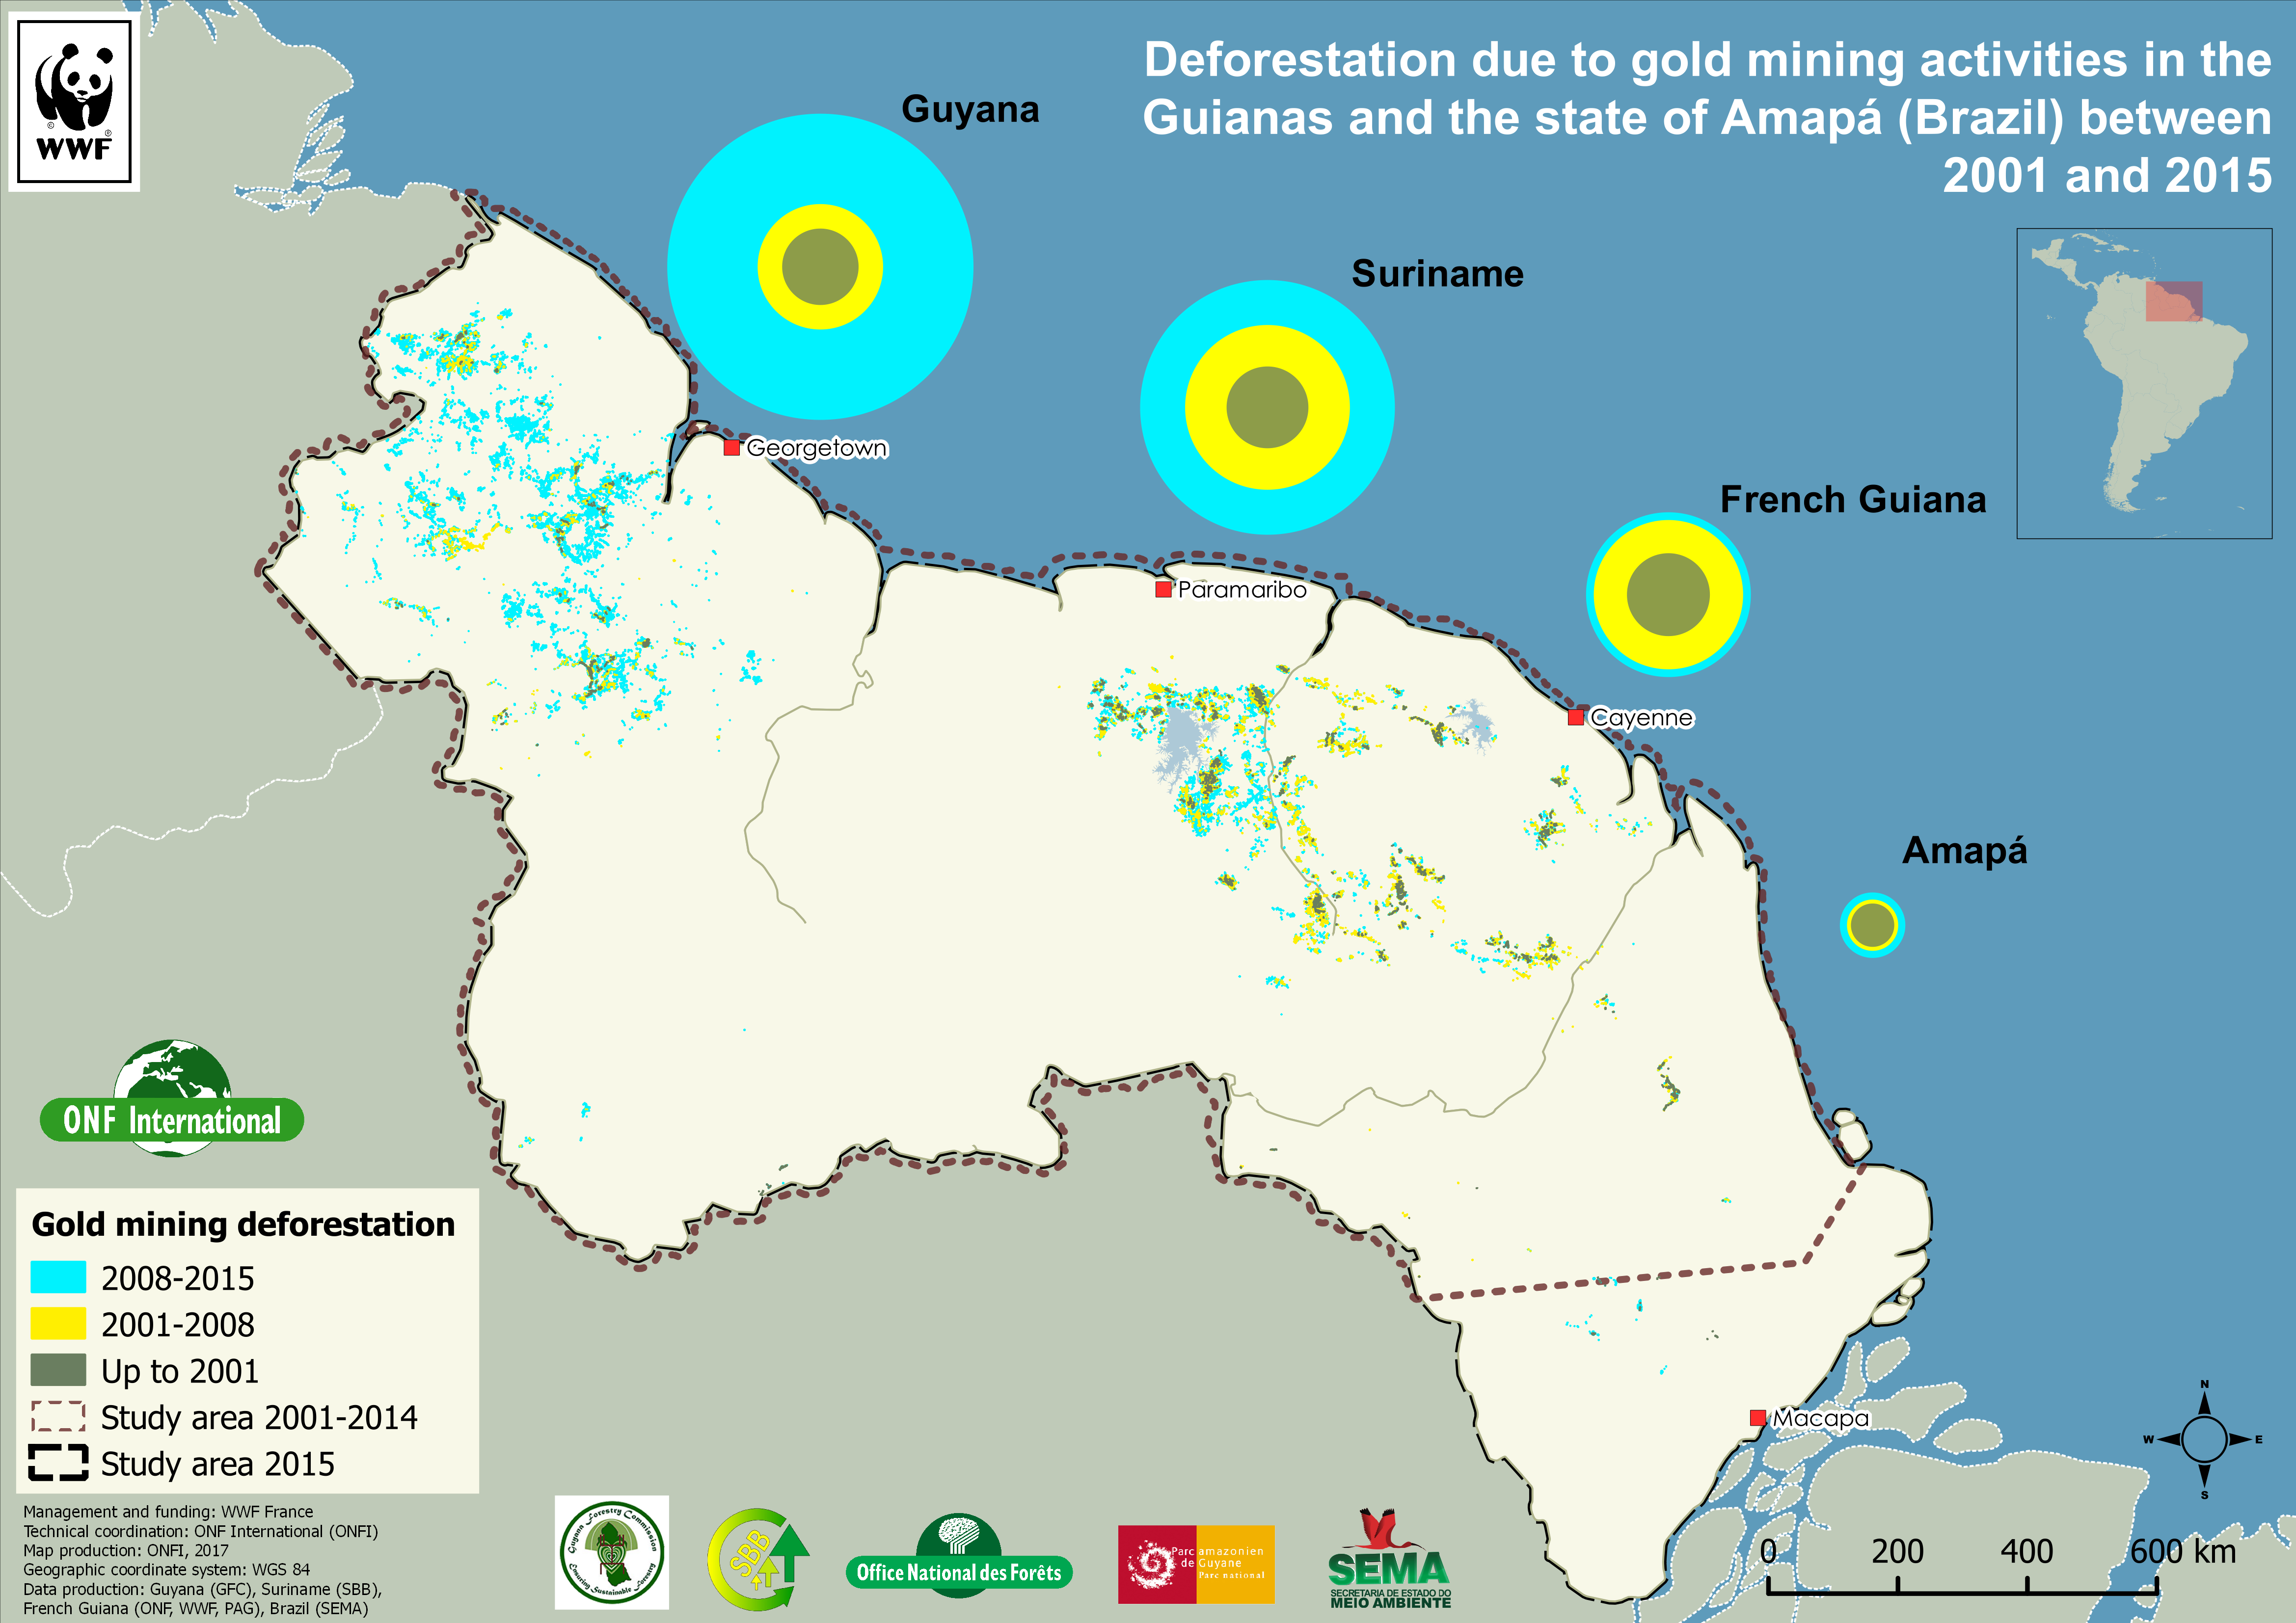 WWF
©
®
Deforestation due to gold mining activities in the
Guianas and the state of Amapá (Brazil) between
2001 and 2015
Guyana
Suriname
French Guiana
Amapá
Georgetown
Paramaribo
Cayenne
Macapa
ONF International
Gold mining deforestation
2008-2015
2001-2008
Up to 2001
Study area 2001-2014
Study area 2015
Management and funding: WWF France
Technical coordination: ONF International (ONFI)
Map production: ONFI, 2017
Geographic coordinate system: WGS 84
Data production: Guyana (GFC), Suriname (SBB),
French Guiana (ONF, WWF, PAG), Brazil (SEMA)
Guyana Forestry Commission
Ensuring Sustainable Forestry
SBB
Office National des Forêts
Parc amazonien
de Guyane
Parc national
SEMA
SECRETARIA DE ESTADO DO
MEIO AMBIENTE
N
W E
S
0 200 400 600 km